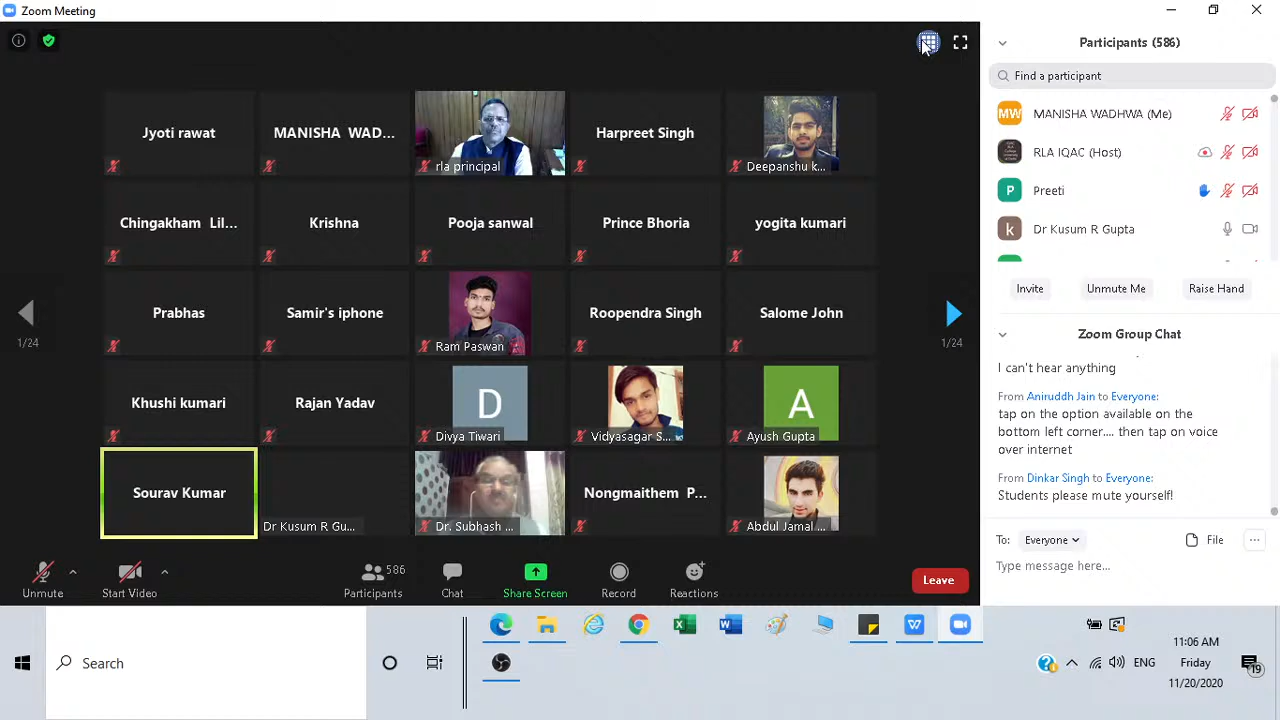 Zoom Meeting
Jyoti rawat
MANISHA WAD...
rla principal
Harpreet Singh
Deepanshu k...
Chingakham Lil...
Krishna
Pooja sanwal
Prince Bhoria
yogita kumari
Prabhas
Samir's iphone
Ram Paswan
Roopendra Singh
Salome John
1/24
1/24
Khushi kumari
Rajan Yadav
D
Divya Tiwari
Vidyasagar S...
A
Ayush Gupta
Sourav Kumar
Dr Kusum R Gu...
Dr. Subhash ...
Nongmaithem P...
Abdul Jamal ...
Unmute
Start Video
586
Participants
Chat
Share Screen
Record
Reactions
Leave
Participants (586)
Find a participant
MW MANISHA WADHWA (Me)
RLA IQAC (Host)
P Preeti
k Dr Kusum R Gupta
Invite
Unmute Me
Raise Hand
Zoom Group Chat
I can't hear anything
From Aniruddh Jain to Everyone:
tap on the option available on the
bottom left corner.... then tap on voice
over internet
From Dinkar Singh to Everyone:
Students please mute yourself!
To: Everyone
File
...
Type message here...
Search
ENG
11:06 AM
Friday
11/20/2020
19